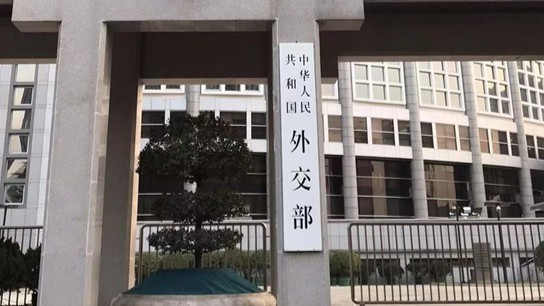 中华人民
共和国
外交部